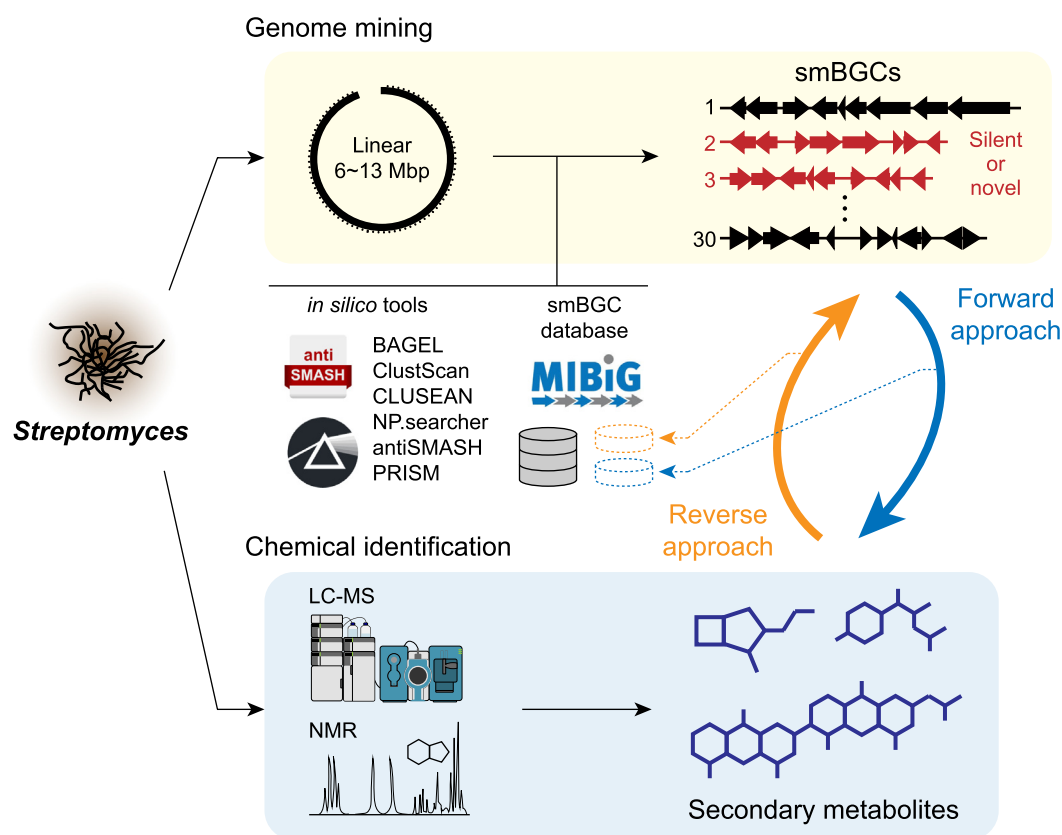 Genome mining
Linear
6~13 Mbp
smBGCs
1
2
3
30
Silent
or
novel
in silico tools
anti
SMASH
BAGEL
ClustScan
CLUSEAN
NP.searcher
antiSMASH
PRISM
smBGC
database
MIBiG
Forward
approach
Reverse
approach
Streptomyces
Chemical identification
LC-MS
NMR
Secondary metabolites